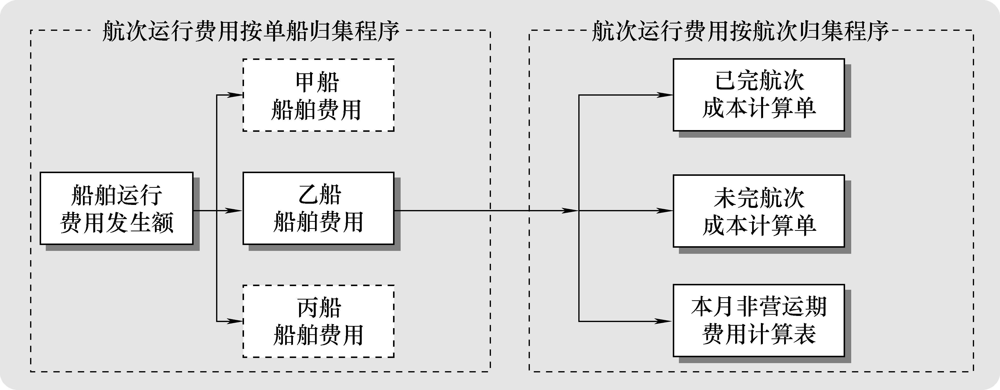 航次运行费用按单船归集程序
甲船
船舶费用
船舶运行
费用发生额
乙船
船舶费用
丙船
船舶费用
航次运行费用按航次归集程序
已完航次
成本计算单
未完航次
成本计算单
本月非营运期
费用计算表